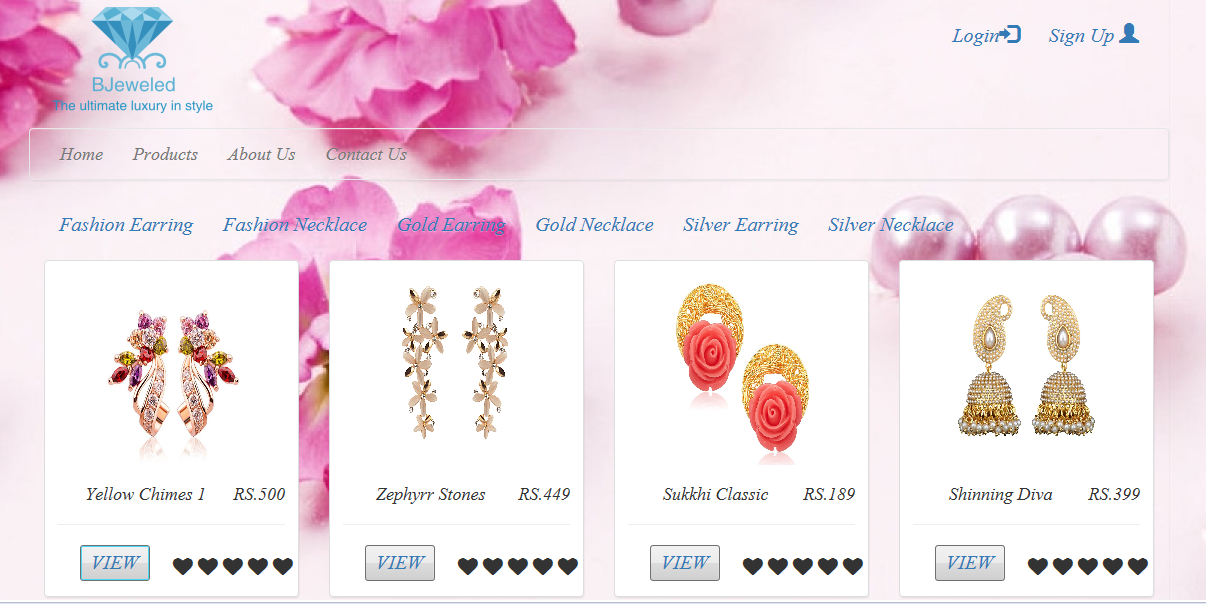 Login
Sign Up
BJeweled
The ultimate luxury in style
Home Products About Us Contact Us
Fashion Earring Fashion Necklace Gold Earring Gold Necklace Silver Earring Silver Necklace
Yellow Chimes 1 RS.500
VIEW
Zephyrr Stones RS.449
VIEW
Sukkhi Classic RS.189
VIEW
Shinning Diva RS.399
VIEW